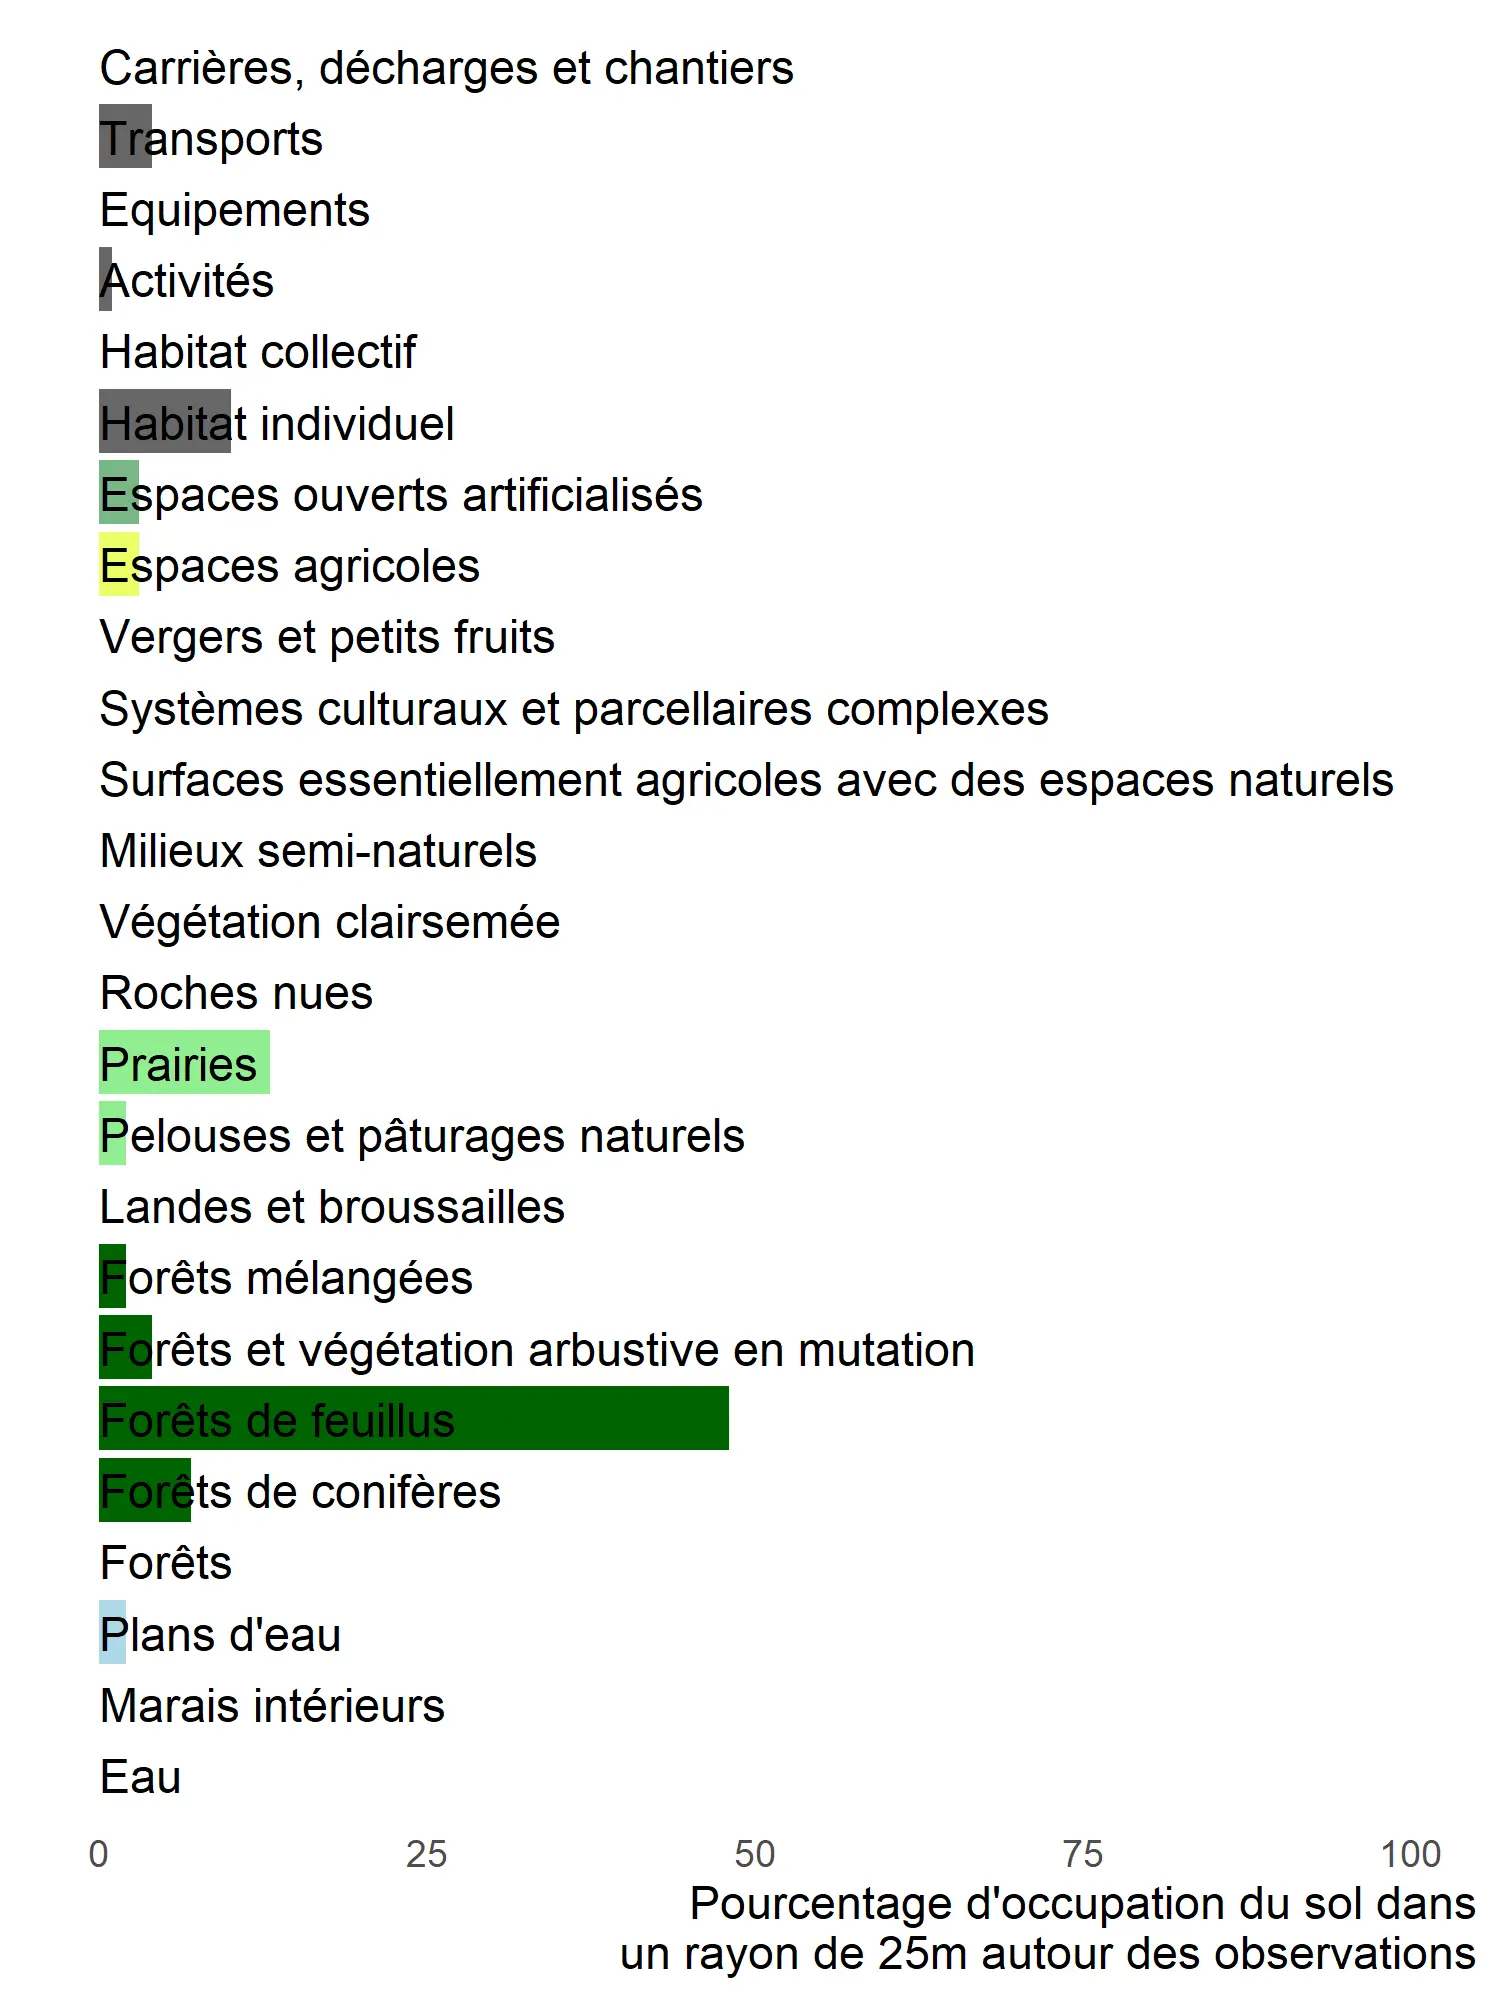 Carrières, décharges et chantiers
Transports
Equipements
Activités
Habitat collectif
Habitat individuel
Espaces ouverts artificialisés
Espaces agricoles
Vergers et petits fruits
Systèmes culturaux et parcellaires complexes
Surfaces essentiellement agricoles avec des espaces naturels
Milieux semi-naturels
Végétation clairsemée
Roches nues
Prairies
Pelouses et pâturages naturels
Landes et broussailles
Forêts mélangées
Forêts et végétation arbustive en mutation
Forêts de feuillus
Forêts de conifères
Forêts
Plans d'eau
Marais intérieurs
Eau
0 25 50 75 100
Pourcentage d'occupation du sol dans
un rayon de 25m autour des observations